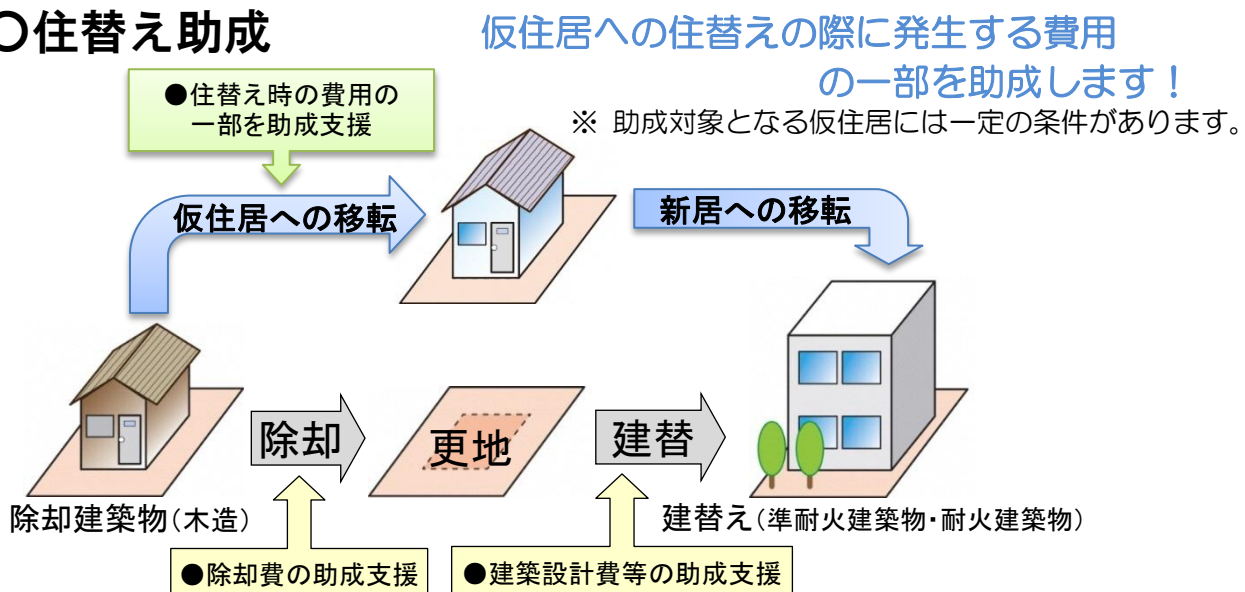 〇住替え助成
仮住居への住替えの際に発生する費用
の一部を助成します！
※ 助成対象となる仮住居には一定の条件があります。
●住替え時の費用の
一部を助成支援
仮住居への移転
新居への移転
除却
更地
建替
除却建築物(木造)
建替え(準耐火建築物・耐火建築物)
●除却費の助成支援
●建築設計費等の助成支援